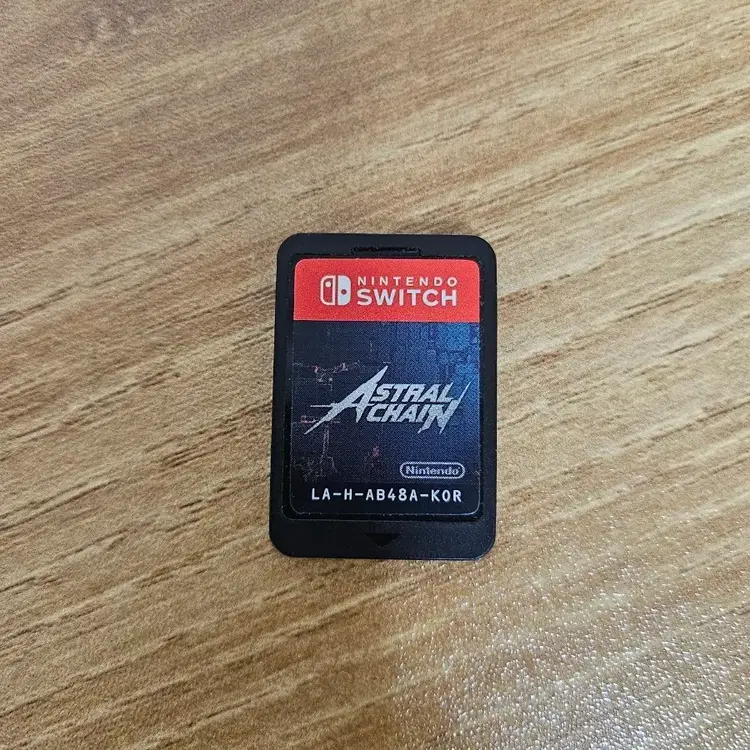 NINTENDO
SWITCH
ASTRAL
CHAIN
Nintendo
LA-H-AB48A-KOR